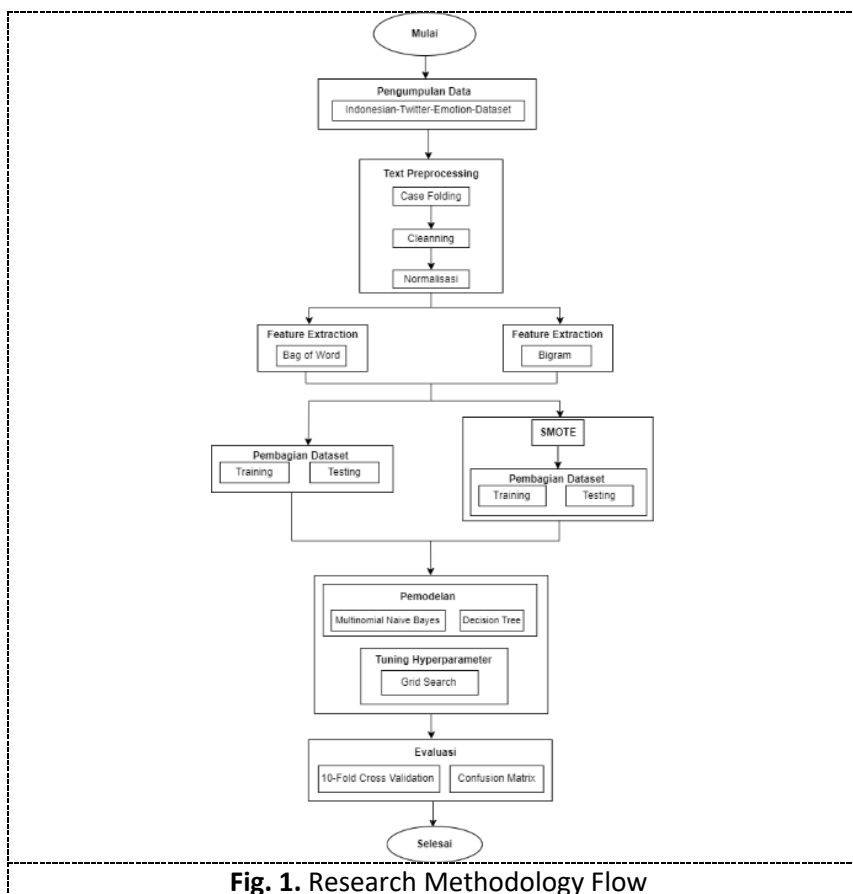 Mulai
Pengumpulan Data
Indonesian-Twitter-Emotion-Dataset
Text Preprocessing
Case Folding
Cleanning
Normalisasi
Feature Extraction
Bag of Word
Feature Extraction
Bigram
Pembagian Dataset
Training
Testing
SMOTE
Pembagian Dataset
Training
Testing
Pemodelan
Multinomial Naive Bayes
Decision Tree
Tuning Hyperparameter
Grid Search
Evaluasi
10-Fold Cross Validation
Confusion Matrix
Selesai
Fig. 1. Research Methodology Flow